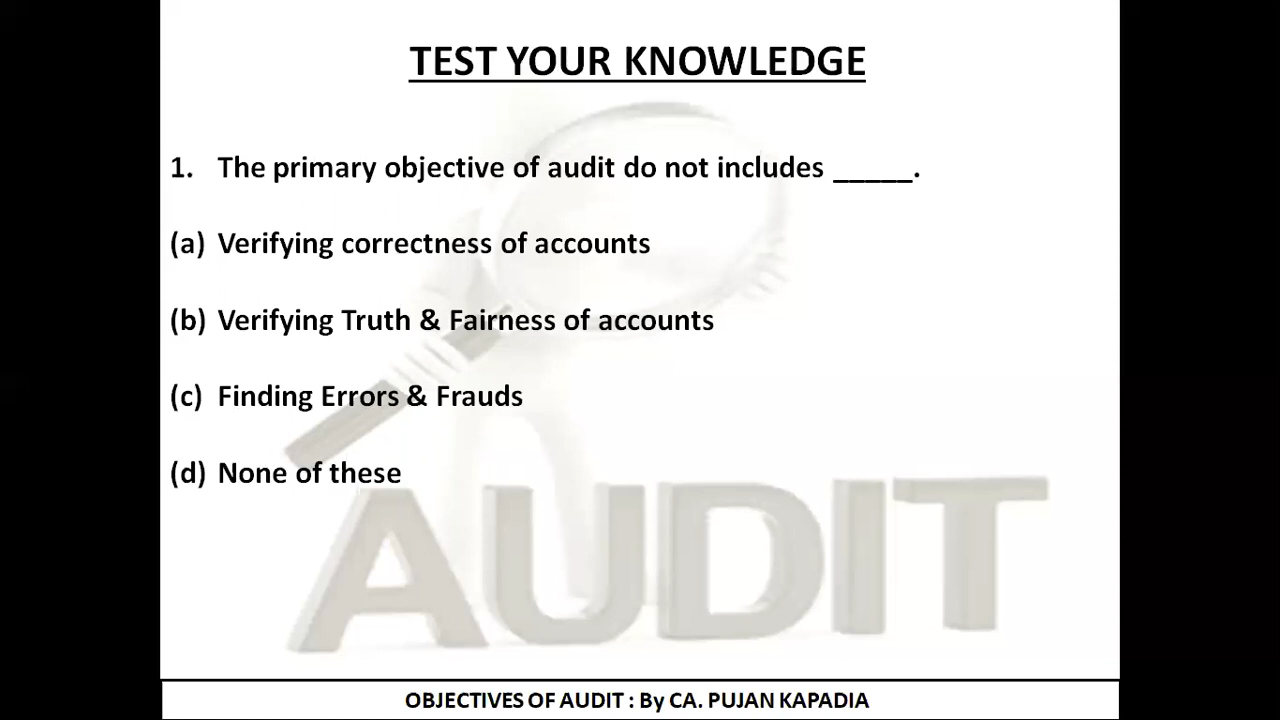 TEST YOUR KNOWLEDGE
1. The primary objective of audit do not includes _____.
(a) Verifying correctness of accounts
(b) Verifying Truth & Fairness of accounts
(c) Finding Errors & Frauds
(d) None of these
AUDIT
OBJECTIVES OF AUDIT : By CA. PUJAN KAPADIA